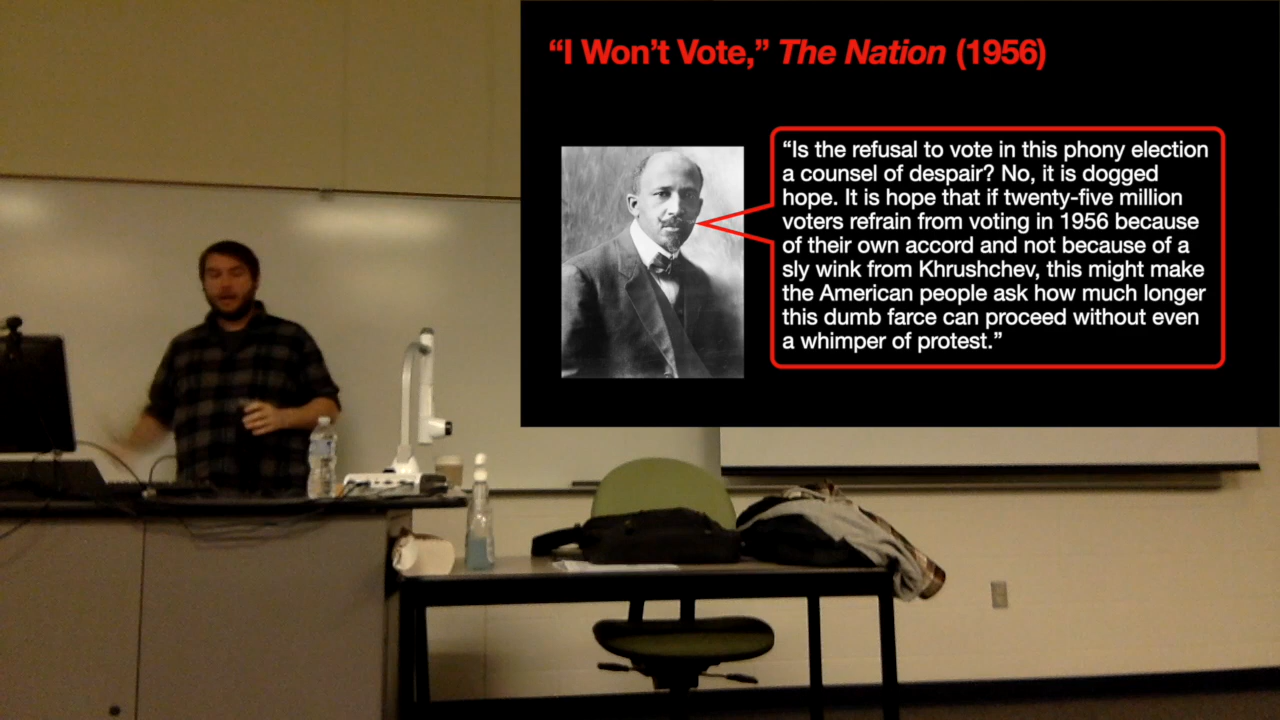 “I Won’t Vote,” The Nation (1956)
“Is the refusal to vote in this phony election
a counsel of despair? No, it is dogged
hope. It is hope that if twenty-five million
voters refrain from voting in 1956 because
of their own accord and not because of a
sly wink from Khrushchev, this might make
the American people ask how much longer
this dumb farce can proceed without even
a whimper of protest.”